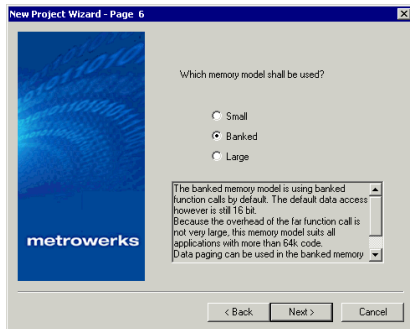 New Project Wizard - Page 6
Which memory model shall be used?
Small
Banked
Large
The banked memory model is using banked
function calls by default. The default data access
however is still 16 bit.
Because the overhead of the far function call is
not very large, this memory model suits all
applications with more than 64k code.
Data paging can be used in the banked memory
metrowerks
< Back
Next >
Cancel